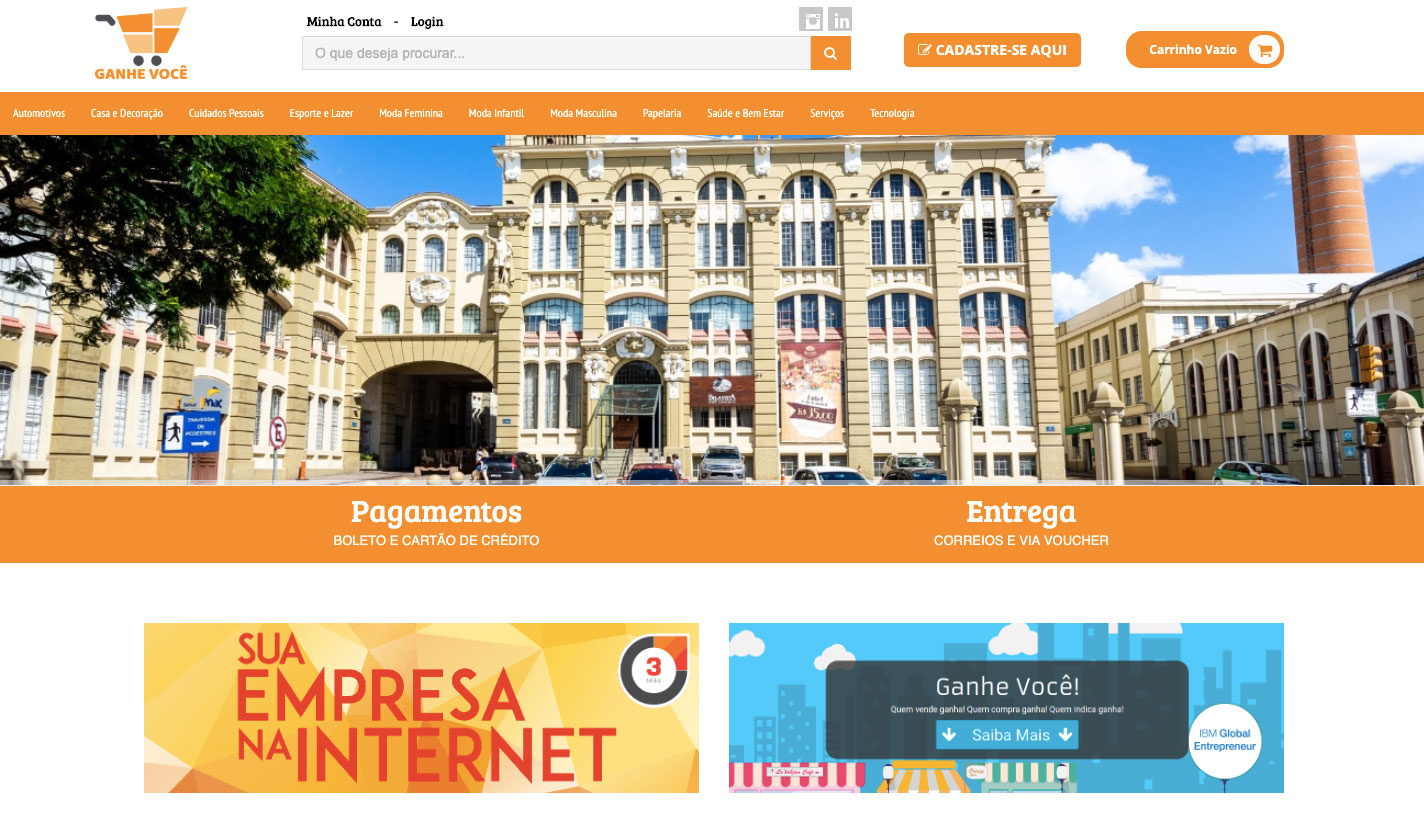 Minha Conta - Login
O que deseja procurar...
CADASTRE-SE AQUI
Carrinho Vazio
GANHE VOCÊ
Automotivos Casa e Decoração Cuidados Pessoais Esporte e Lazer Moda Feminina Moda Infantil Moda Masculina Papelaria Saúde e Bem Estar Serviços Tecnologia
TRAVESSIA
DE
PEDESTRES
R$ 35,00
Pagamentos
BOLETO E CARTÃO DE CRÉDITO
Entrega
CORREIOS E VIA VOUCHER
SUA
EMPRESA
NA INTERNET
3
Mídia
Ganhe Você!
Quem vende ganha! Quem compra ganha! Quem indica ganha!
Saiba Mais
IBM Global
Entrepreneur